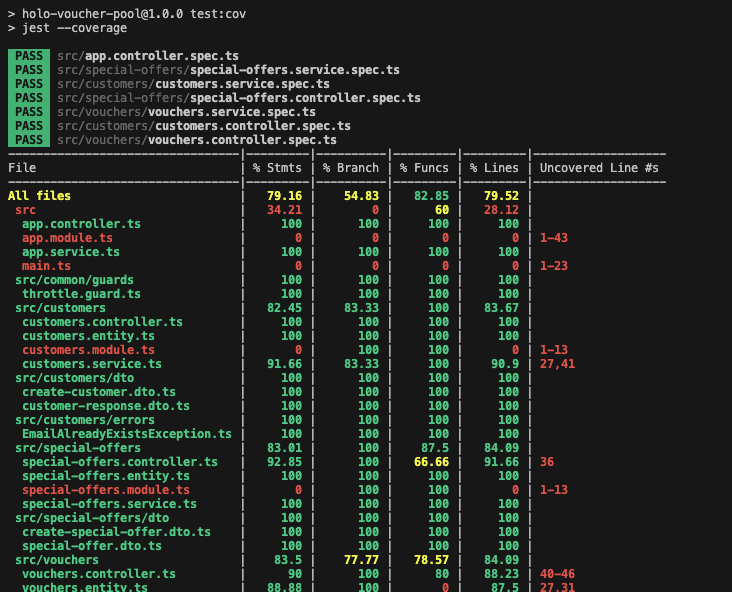 > holo-voucher-pool@1.0.0 test:cov
> jest --coverage
PASS src/app.controller.spec.ts
PASS src/special-offers/special-offers.service.spec.ts
PASS src/customers/customers.service.spec.ts
PASS src/special-offers/special-offers.controller.spec.ts
PASS src/vouchers/vouchers.service.spec.ts
PASS src/customers/customers.controller.spec.ts
PASS src/vouchers/vouchers.controller.spec.ts
File | % Stmts | % Branch | % Funcs | % Lines | Uncovered Line #s
All files | 79.16 | 54.83 | 82.85 | 79.52 |
src | 34.21 | 0 | 60 | 28.12 |
app.controller.ts | 100 | 100 | 100 | 100 |
app.module.ts | 0 | 0 | 0 | 0 | 1-43
app.service.ts | 100 | 100 | 100 | 100 |
main.ts | 0 | 0 | 0 | 0 | 1-23
src/common/guards | 100 | 100 | 100 | 100 |
throttle.guard.ts | 100 | 100 | 100 | 100 |
src/customers | 82.45 | 83.33 | 100 | 83.67 |
customers.controller.ts | 100 | 100 | 100 | 100 |
customers.entity.ts | 100 | 100 | 100 | 100 |
customers.module.ts | 0 | 100 | 100 | 0 | 1-13
customers.service.ts | 91.66 | 83.33 | 100 | 90.9 | 27,41
src/customers/dto | 100 | 100 | 100 | 100 |
create-customer.dto.ts | 100 | 100 | 100 | 100 |
customer-response.dto.ts | 100 | 100 | 100 | 100 |
src/customers/errors | 100 | 100 | 100 | 100 |
EmailAlreadyExistsException.ts | 100 | 100 | 100 | 100 |
src/special-offers | 83.01 | 100 | 87.5 | 84.09 |
special-offers.controller.ts | 92.85 | 100 | 66.66 | 91.66 | 36
special-offers.entity.ts | 100 | 100 | 100 | 100 |
special-offers.module.ts | 0 | 100 | 100 | 0 | 1-13
special-offers.service.ts | 100 | 100 | 100 | 100 |
src/special-offers/dto | 100 | 100 | 100 | 100 |
create-special-offer.dto.ts | 100 | 100 | 100 | 100 |
special-offer.dto.ts | 100 | 100 | 100 | 100 |
src/vouchers | 83.5 | 77.77 | 78.57 | 84.09 |
vouchers.controller.ts | 90 | 100 | 80 | 88.23 | 40-46
vouchers.entity.ts | 88.88 | 100 | 0 | 87.5 | 27,31